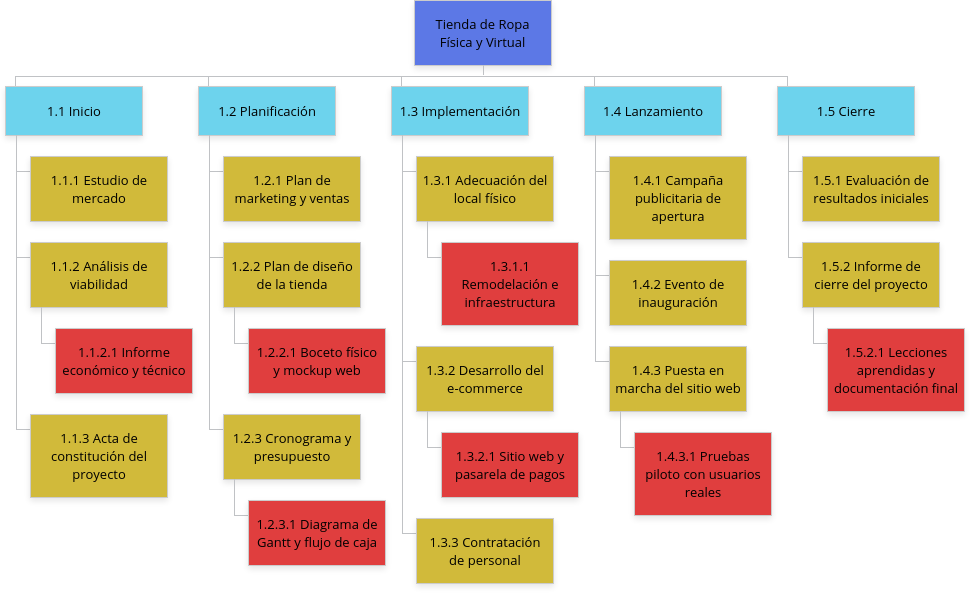 Tienda de Ropa
Física y Virtual
1.1 Inicio
1.1.1 Estudio de
mercado
1.1.2 Análisis de
viabilidad
1.1.2.1 Informe
económico y técnico
1.1.3 Acta de
constitución del
proyecto
1.2 Planificación
1.2.1 Plan de
marketing y ventas
1.2.2 Plan de diseño
de la tienda
1.2.2.1 Boceto físico
y mockup web
1.2.3 Cronograma y
presupuesto
1.2.3.1 Diagrama de
Gantt y flujo de caja
1.3 Implementación
1.3.1 Adecuación del
local físico
1.3.1.1
Remodelación e
infraestructura
1.3.2 Desarrollo del
e-commerce
1.3.2.1 Sitio web y
pasarela de pagos
1.3.3 Contratación
de personal
1.4 Lanzamiento
1.4.1 Campaña
publicitaria de
apertura
1.4.2 Evento de
inauguración
1.4.3 Puesta en
marcha del sitio web
1.4.3.1 Pruebas
piloto con usuarios
reales
1.5 Cierre
1.5.1 Evaluación de
resultados iniciales
1.5.2 Informe de
cierre del proyecto
1.5.2.1 Lecciones
aprendidas y
documentación final